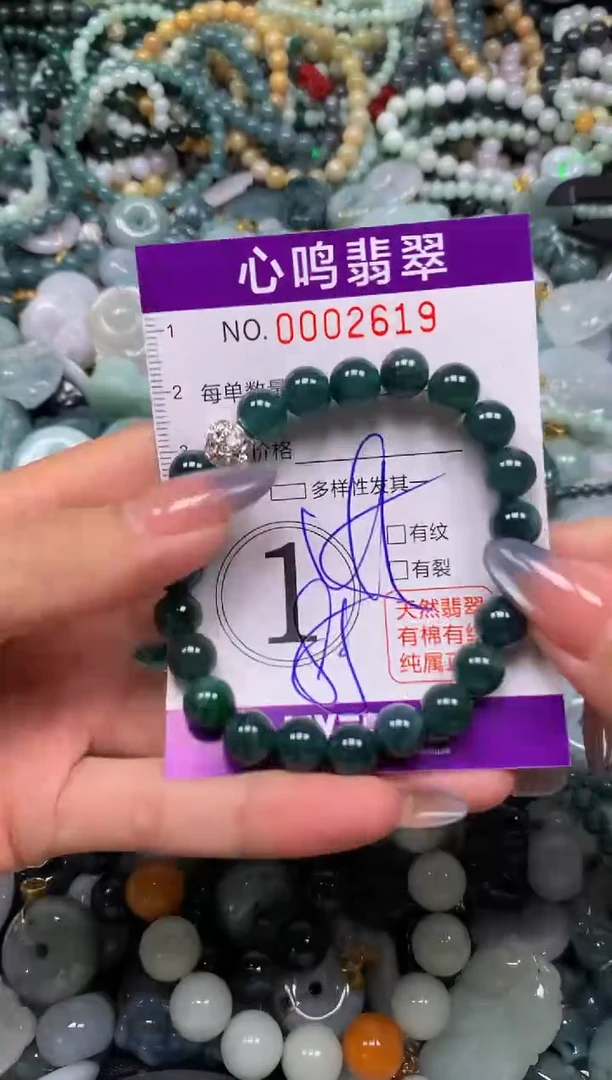 心鸣翡翠
NO. 0002619
1
2 每单数量
价格
多样性发其一
1
有纹
有裂
天然翡翠
有棉有纹
纯属正